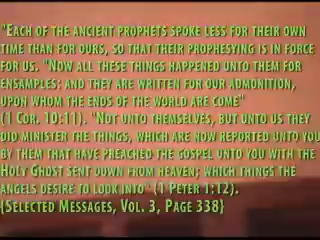 "Each of the ancient prophets spoke less for their own
time than for ours, so that their prophesying is in force
for us. "Now all these things happened unto them for
ensamples: and they are written for our admonition,
upon whom the ends of the world are come"
(1 Cor. 10:11). "Not unto themselves, but unto us they
did minister the things, which are now reported unto you
by them that have preached the gospel unto you with the
Holy Ghost sent down from heaven; which things the
angels desire to look into" (1 Peter 1:12).
{Selected Messages, Vol. 3, Page 338}